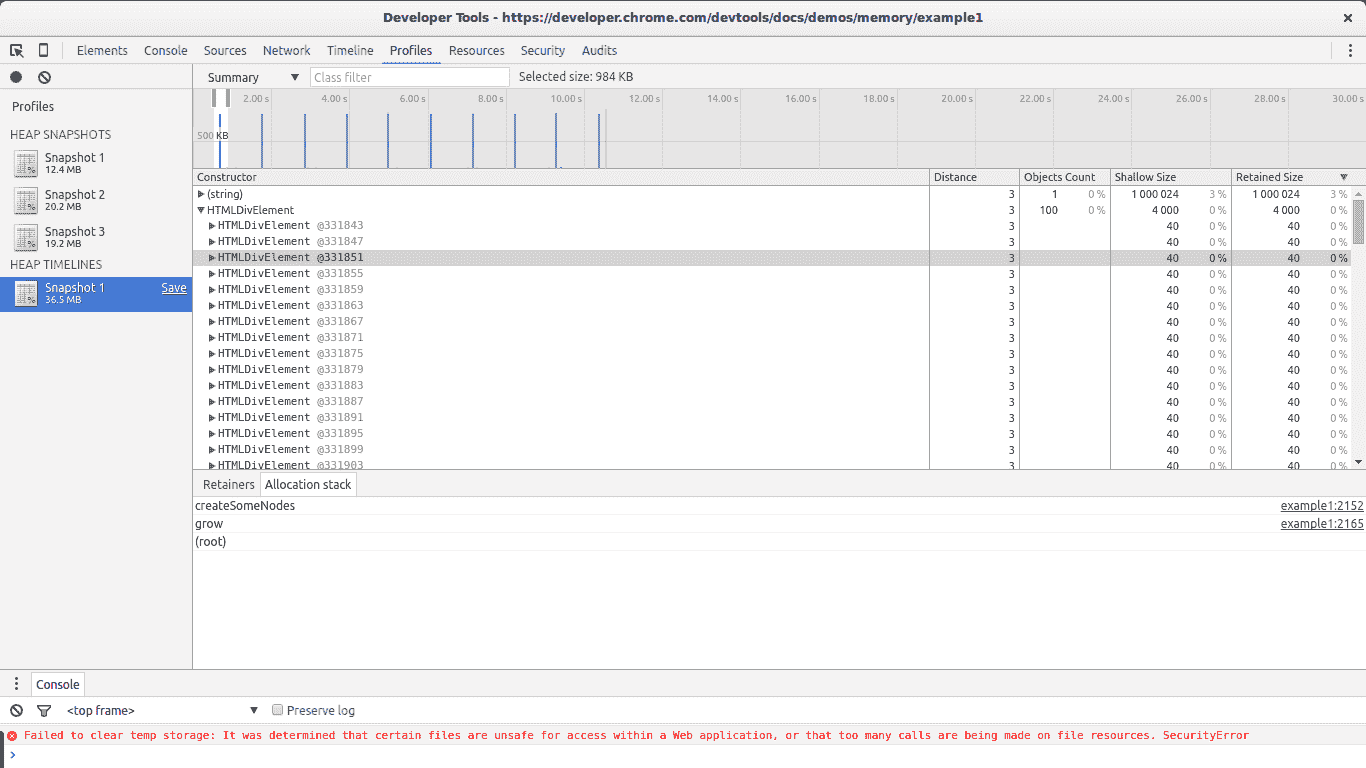 Developer Tools - https://developer.chrome.com/devtools/docs/demos/memory/example1
Elements Console Sources Network Timeline Profiles Resources Security Audits
Summary Class filter Selected size: 984 KB
Profiles
HEAP SNAPSHOTS
Snapshot 1
12.4 MB
Snapshot 2
20.2 MB
Snapshot 3
19.2 MB
HEAP TIMELINES
Snapshot 1 Save
36.5 MB
2.00 s 4.00 s 6.00 s 8.00 s 10.00 s 12.00 s 14.00 s 16.00 s 18.00 s 20.00 s 22.00 s 24.00 s 26.00 s 28.00 s 30.00 s
500 KB
Constructor Distance Objects Count Shallow Size Retained Size
(string) 3 1 0 % 1 000 024 3 % 1 000 024 3 %
HTMLDivElement 3 100 0 % 4 000 0 % 4 000 0 %
HTMLDivElement @331843 3 40 0 % 40 0 %
HTMLDivElement @331847 3 40 0 % 40 0 %
HTMLDivElement @331851 3 40 0 % 40 0 %
HTMLDivElement @331855 3 40 0 % 40 0 %
HTMLDivElement @331859 3 40 0 % 40 0 %
HTMLDivElement @331863 3 40 0 % 40 0 %
HTMLDivElement @331867 3 40 0 % 40 0 %
HTMLDivElement @331871 3 40 0 % 40 0 %
HTMLDivElement @331875 3 40 0 % 40 0 %
HTMLDivElement @331879 3 40 0 % 40 0 %
HTMLDivElement @331883 3 40 0 % 40 0 %
HTMLDivElement @331887 3 40 0 % 40 0 %
HTMLDivElement @331891 3 40 0 % 40 0 %
HTMLDivElement @331895 3 40 0 % 40 0 %
HTMLDivElement @331899 3 40 0 % 40 0 %
HTMLDivElement @331903 3 40 0 % 40 0 %
Retainers Allocation stack
createSomeNodes example1:2152
grow example1:2165
(root)
Console
<top frame> Preserve log
Failed to clear temp storage: It was determined that certain files are unsafe for access within a Web application, or that too many calls are being made on file resources. SecurityError
>